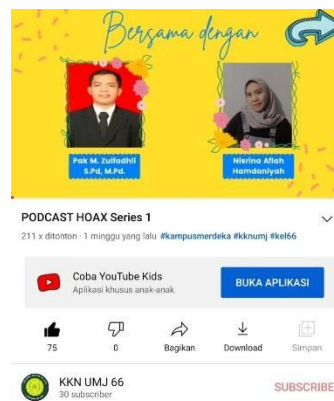 Bersama dengan
Pak M. Zulfadhli
S.Pd, M.Pd.
Nisrina Aflah
Hamdaniyah
PODCAST HOAX Series 1
211 x ditonton · 1 minggu yang lalu #kampusmerdeka #kknumj #kel66
Coba YouTube Kids
Aplikasi khusus anak-anak
BUKA APLIKASI
75
0
Bagikan
Download
Simpan
KKN UMJ 66
30 subscriber
SUBSCRIBE